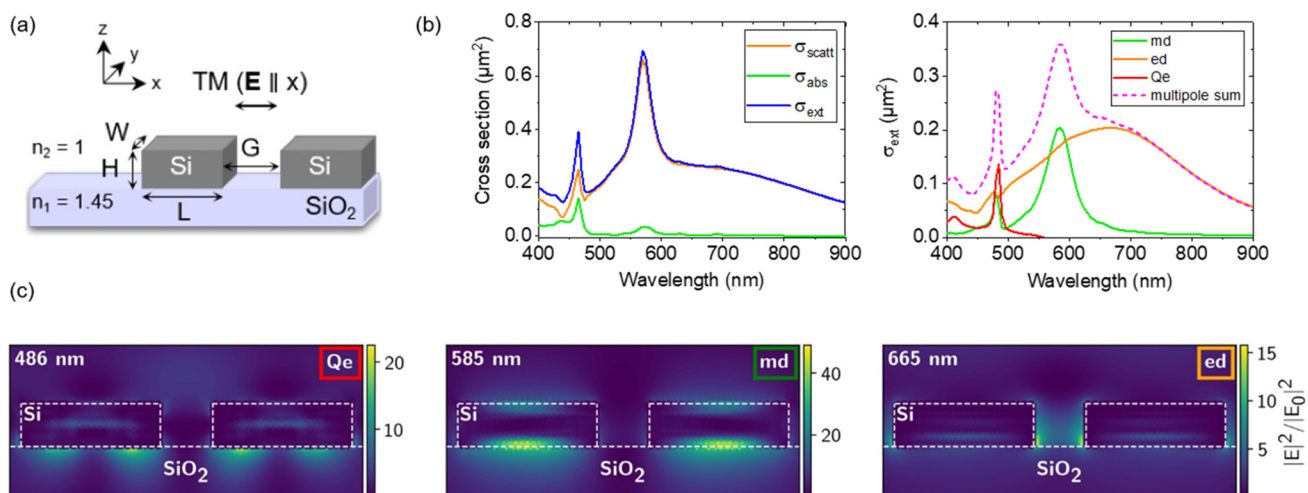 (a)
z
y
x
TM (E ∥ x)
W
n₂ = 1
H
Si
G
Si
n₁ = 1.45
L
SiO₂
(b)
Cross section (µm²)
0.8
0.6
0.4
0.2
0.0
σscatt
σabs
σext
400 500 600 700 800 900
Wavelength (nm)
σext (µm²)
0.4
0.3
0.2
0.1
0.0
md
ed
Qe
multipole sum
400 500 600 700 800 900
Wavelength (nm)
(c)
486 nm
Qe
Si
SiO₂
20
10
585 nm
md
Si
SiO₂
40
20
665 nm
ed
Si
SiO₂
15
10
5
|E|²/|E₀|²